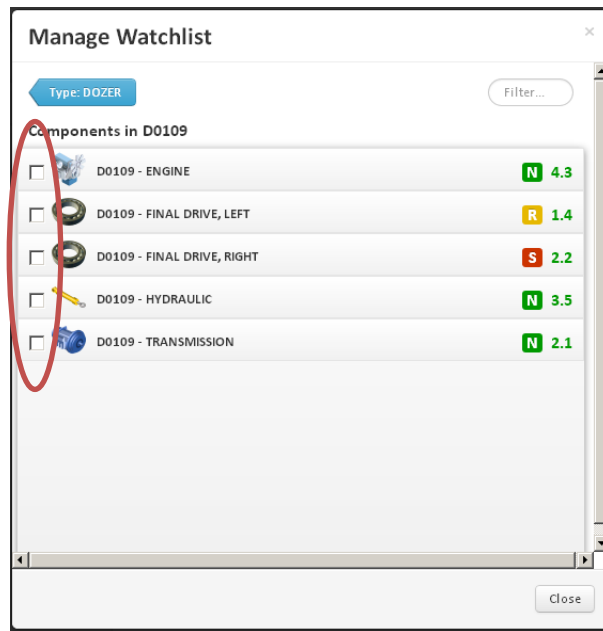 Manage Watchlist
×
Type: DOZER
Filter...
Components in D0109
D0109 - ENGINE N 4.3
D0109 - FINAL DRIVE, LEFT R 1.4
D0109 - FINAL DRIVE, RIGHT S 2.2
D0109 - HYDRAULIC N 3.5
D0109 - TRANSMISSION N 2.1
Close